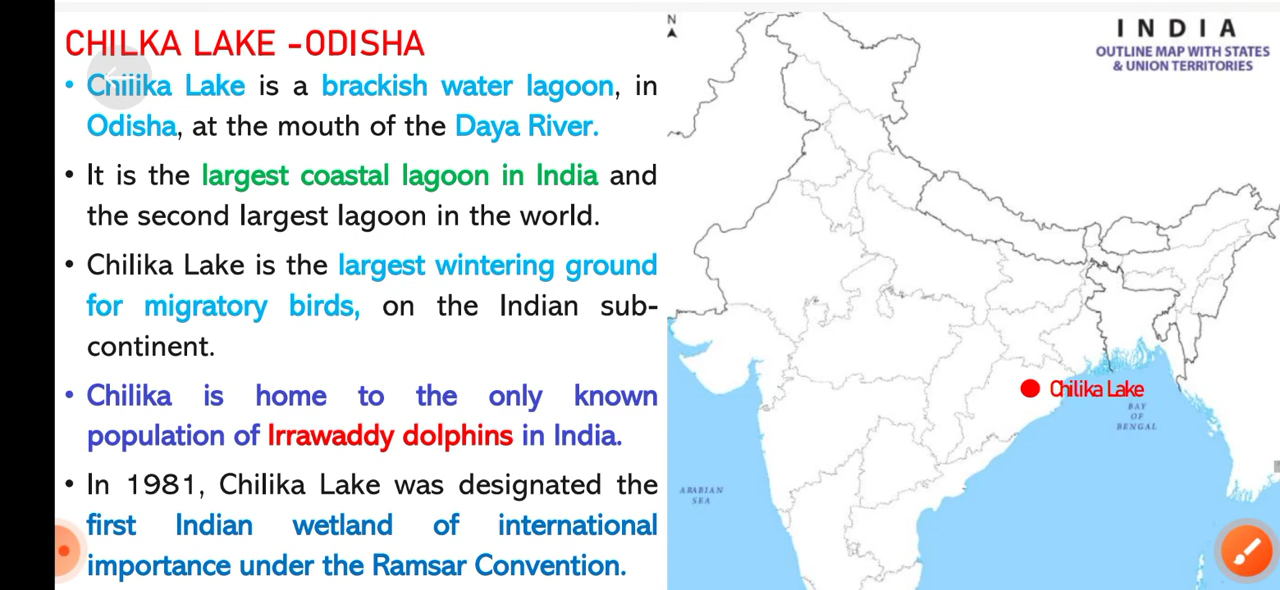 CHILKA LAKE -ODISHA
• Chilika Lake is a brackish water lagoon, in
Odisha, at the mouth of the Daya River.
• It is the largest coastal lagoon in India and
the second largest lagoon in the world.
• Chilika Lake is the largest wintering ground
for migratory birds, on the Indian sub-
continent.
• Chilika is home to the only known
population of Irrawaddy dolphins in India.
• In 1981, Chilika Lake was designated the
first Indian wetland of international
importance under the Ramsar Convention.
N
INDIA
OUTLINE MAP WITH STATES
& UNION TERRITORIES
Chilika Lake
BAY
OF
BENGAL
ARABIAN
SEA